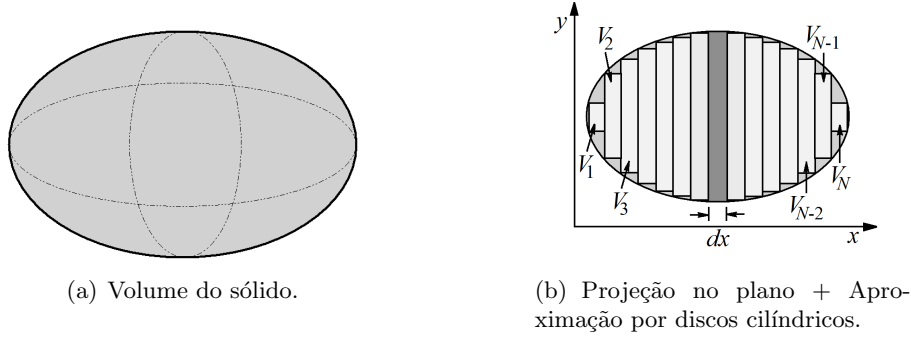 y
V2
VN-1
V1
V3
VN
VN-2
dx
x
(a) Volume do sólido.
(b) Projeção no plano + Apro-
ximação por discos cilíndricos.